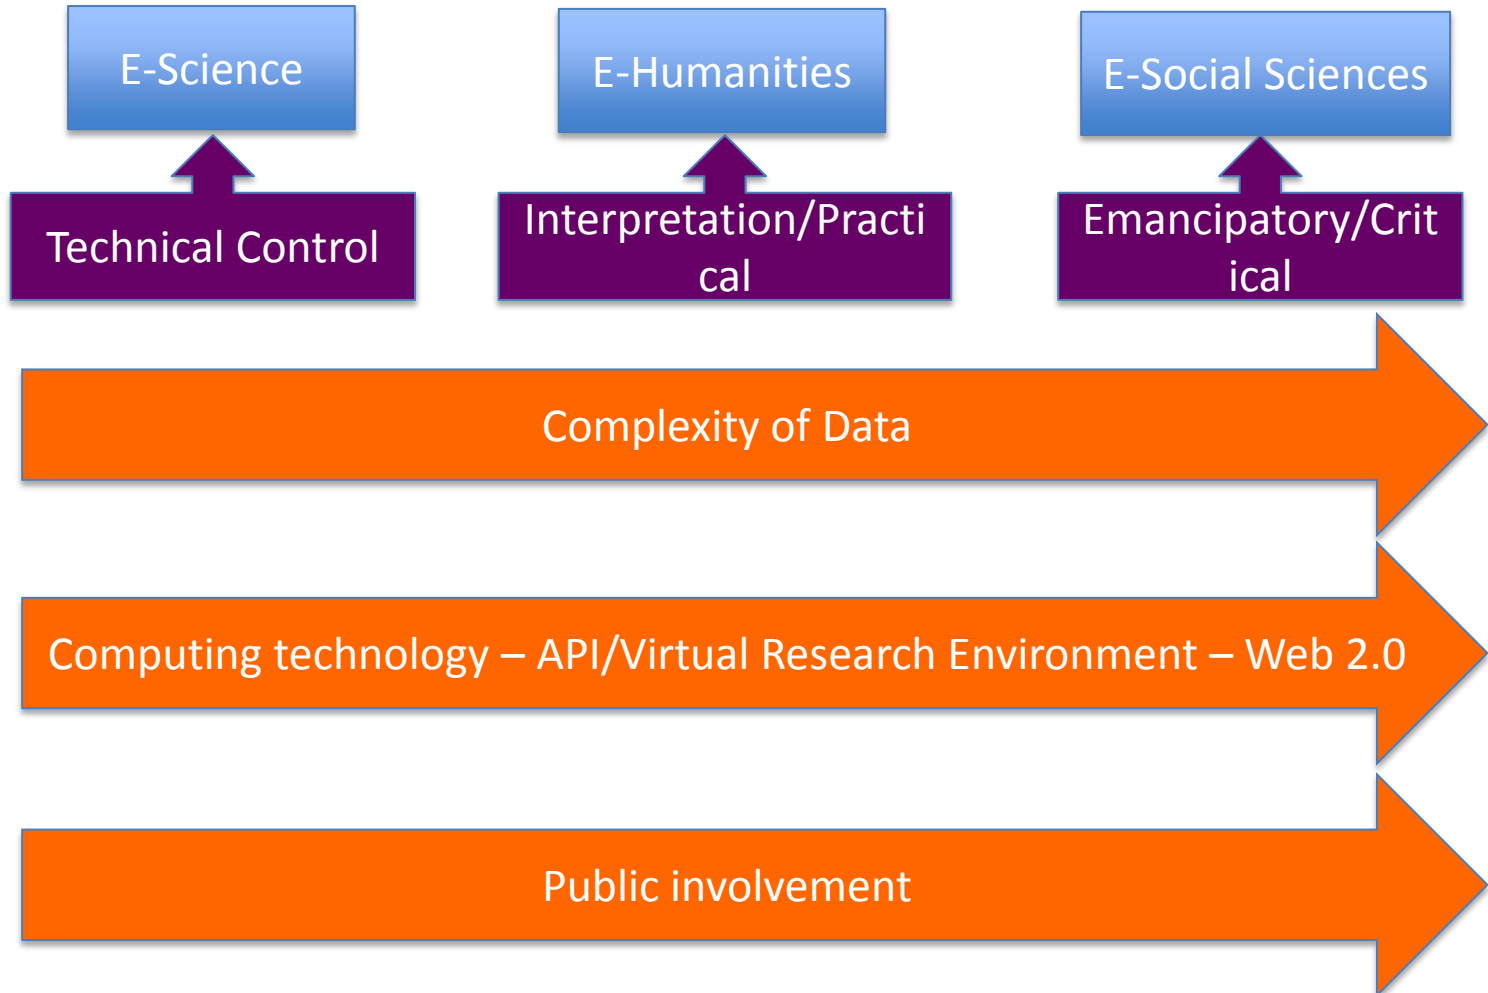 E-Science
E-Humanities
E-Social Sciences
Technical Control
Interpretation/Practi
cal
Emancipatory/Crit
ical
Complexity of Data
Computing technology – API/Virtual Research Environment – Web 2.0
Public involvement